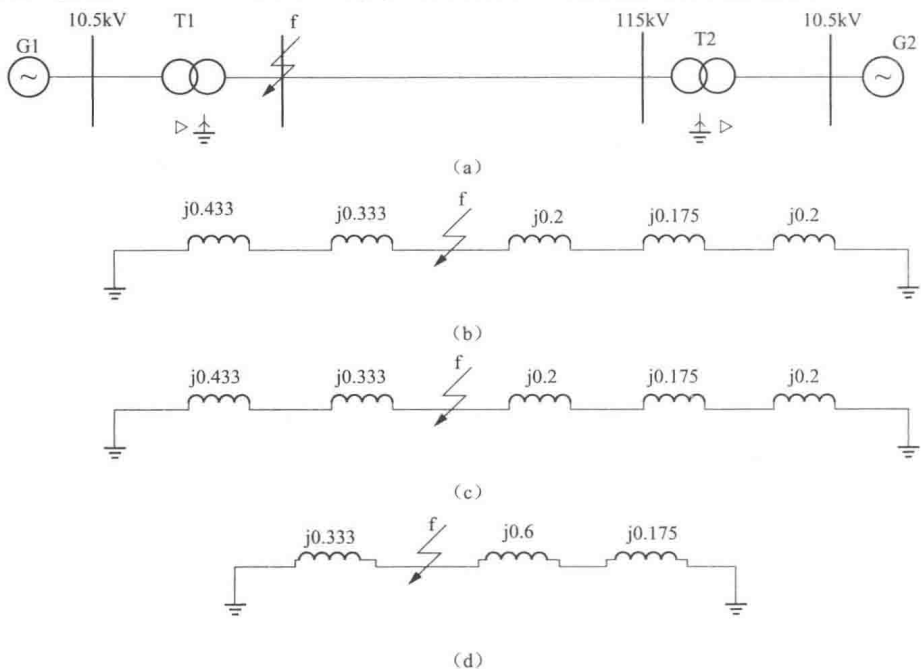 10.5kV T1 f 115kV T2 10.5kV
G1 G2
~ ~
(a)
f
j0.433 j0.333 j0.2 j0.175 j0.2
(b)
f
j0.433 j0.333 j0.2 j0.175 j0.2
(c)
f
j0.333 j0.6 j0.175
(d)